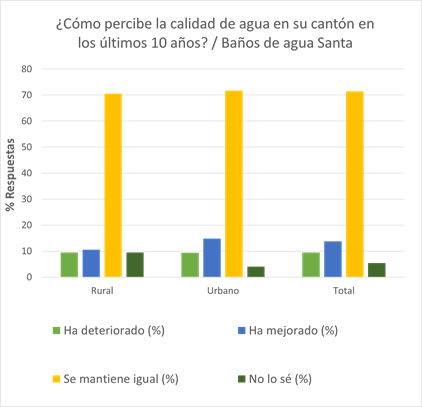 ¿Cómo percibe la calidad de agua en su cantón en
los últimos 10 años? / Baños de agua Santa
% Respuestas
80
70
60
50
40
30
20
10
0
Rural
Urbano
Total
Ha deteriorado (%)
Ha mejorado (%)
Se mantiene igual (%)
No lo sé (%)